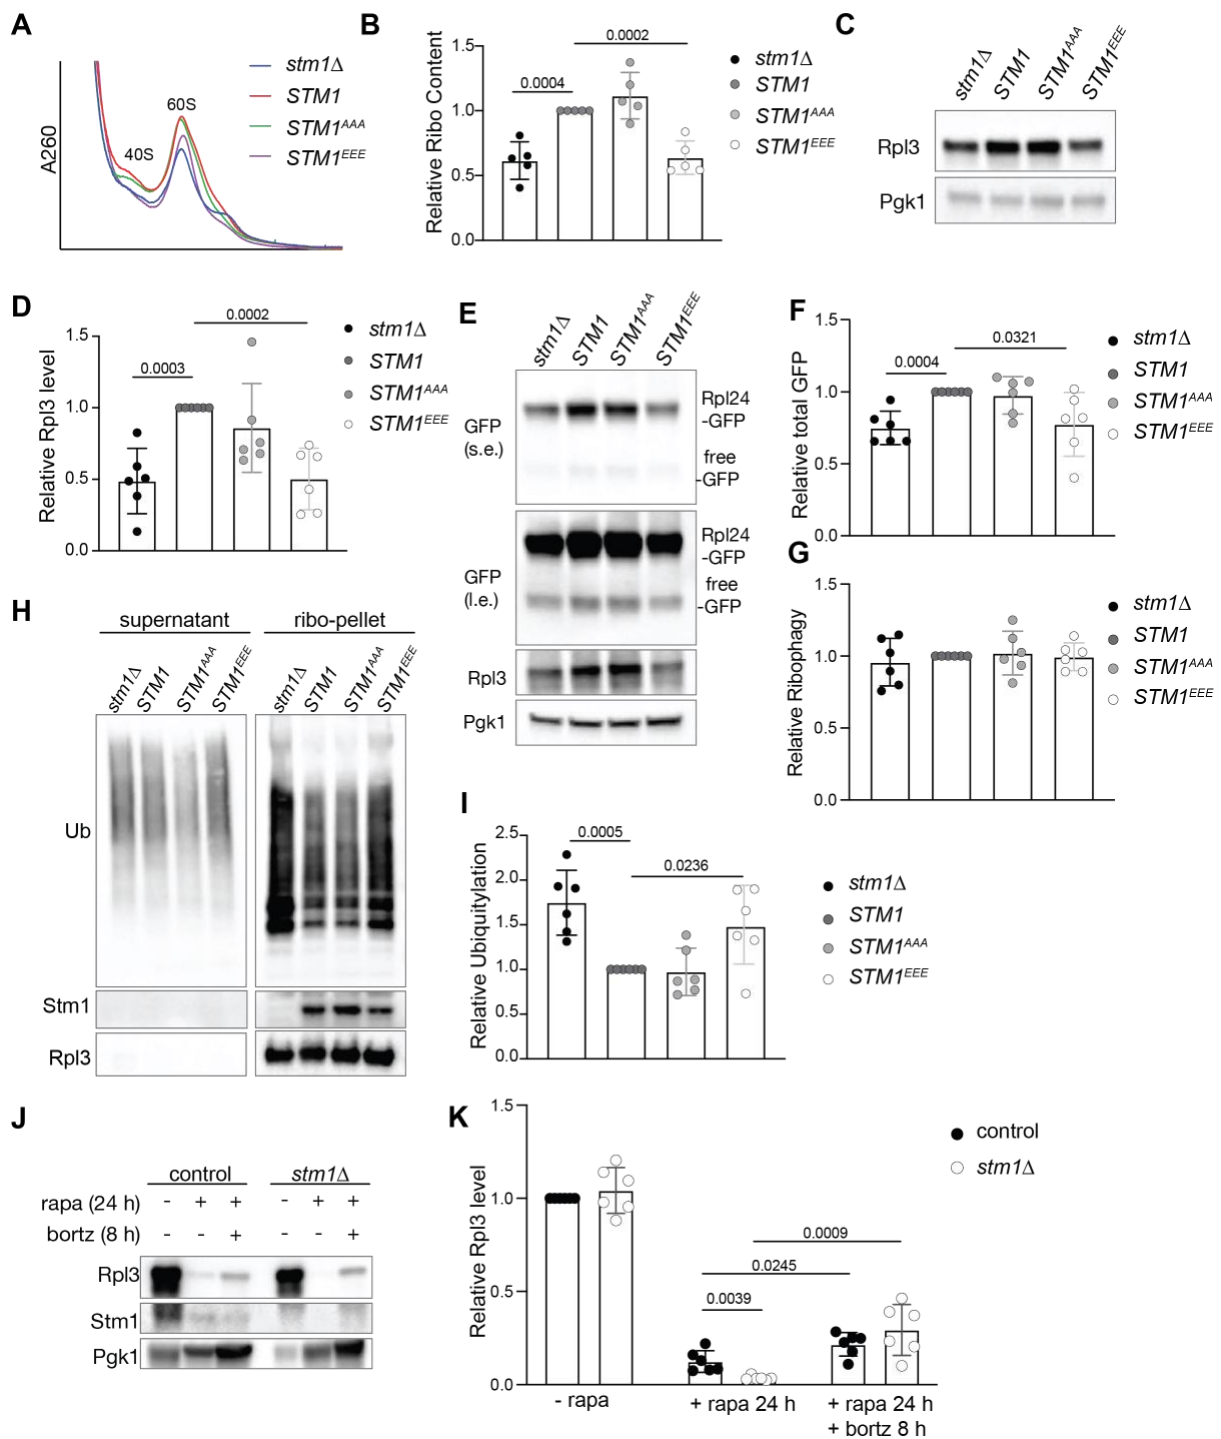 A
A260
40S
60S
stm1Δ
STM1
STM1AAA
STM1EEE
B
Relative Ribo Content
1.5
1.0
0.5
0.0
0.0004
0.0002
stm1Δ
STM1
STM1AAA
STM1EEE
C
stm1Δ STM1 STM1AAA STM1EEE
Rpl3
Pgk1
D
Relative Rpl3 level
1.5
1.0
0.5
0.0
0.0003
0.0002
stm1Δ
STM1
STM1AAA
STM1EEE
E
stm1Δ STM1 STM1AAA STM1EEE
GFP
(s.e.)
Rpl24
-GFP
free
-GFP
GFP
(l.e.)
Rpl24
-GFP
free
-GFP
Rpl3
Pgk1
F
Relative total GFP
1.5
1.0
0.5
0.0
0.0004
0.0321
stm1Δ
STM1
STM1AAA
STM1EEE
G
Relative Ribophagy
1.5
1.0
0.5
0.0
stm1Δ
STM1
STM1AAA
STM1EEE
H
supernatant ribo-pellet
stm1Δ STM1 STM1AAA STM1EEE stm1Δ STM1 STM1AAA STM1EEE
Ub
Stm1
Rpl3
I
Relative Ubiquitylation
2.5
2.0
1.5
1.0
0.5
0.0
0.0005
0.0236
stm1Δ
STM1
STM1AAA
STM1EEE
J
control stm1Δ
rapa (24 h) - + + - + +
bortz (8 h) - - + - - +
Rpl3
Stm1
Pgk1
K
Relative Rpl3 level
1.5
1.0
0.5
0.0
0.0009
0.0245
0.0039
control
stm1Δ
- rapa
+ rapa 24 h
+ rapa 24 h
+ bortz 8 h